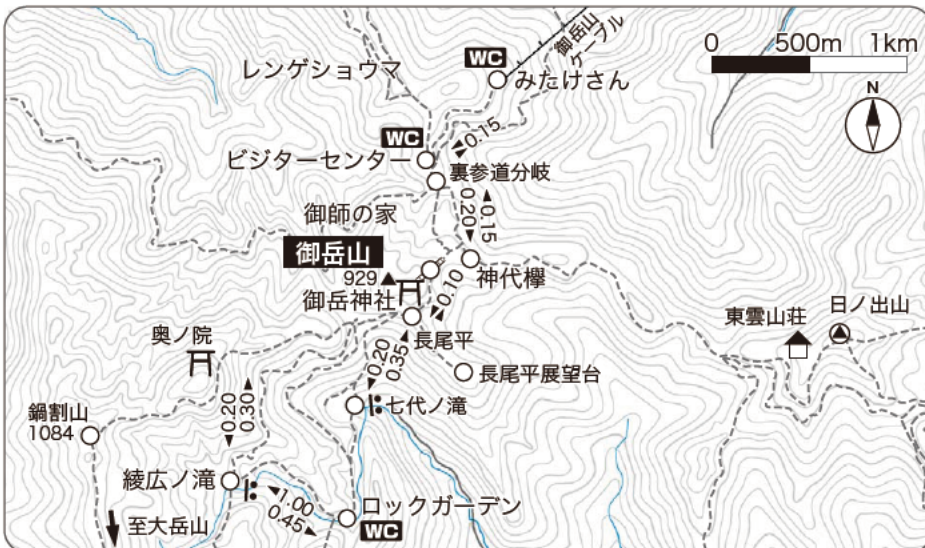 御岳山
ケーブル
WC
みたけさん
0 500m 1km
N
レンゲショウマ
WC
ビジターセンター
0.15
裏参道分岐
御師の家
0.20
0.15
御岳山
929
神代欅
御岳神社
0.10
長尾平
東雲山荘
日ノ出山
奥ノ院
0.20
0.35
長尾平展望台
七代ノ滝
鍋割山
1084
0.20
0.30
綾広ノ滝
1.00
0.45
ロックガーデン
WC
至大岳山